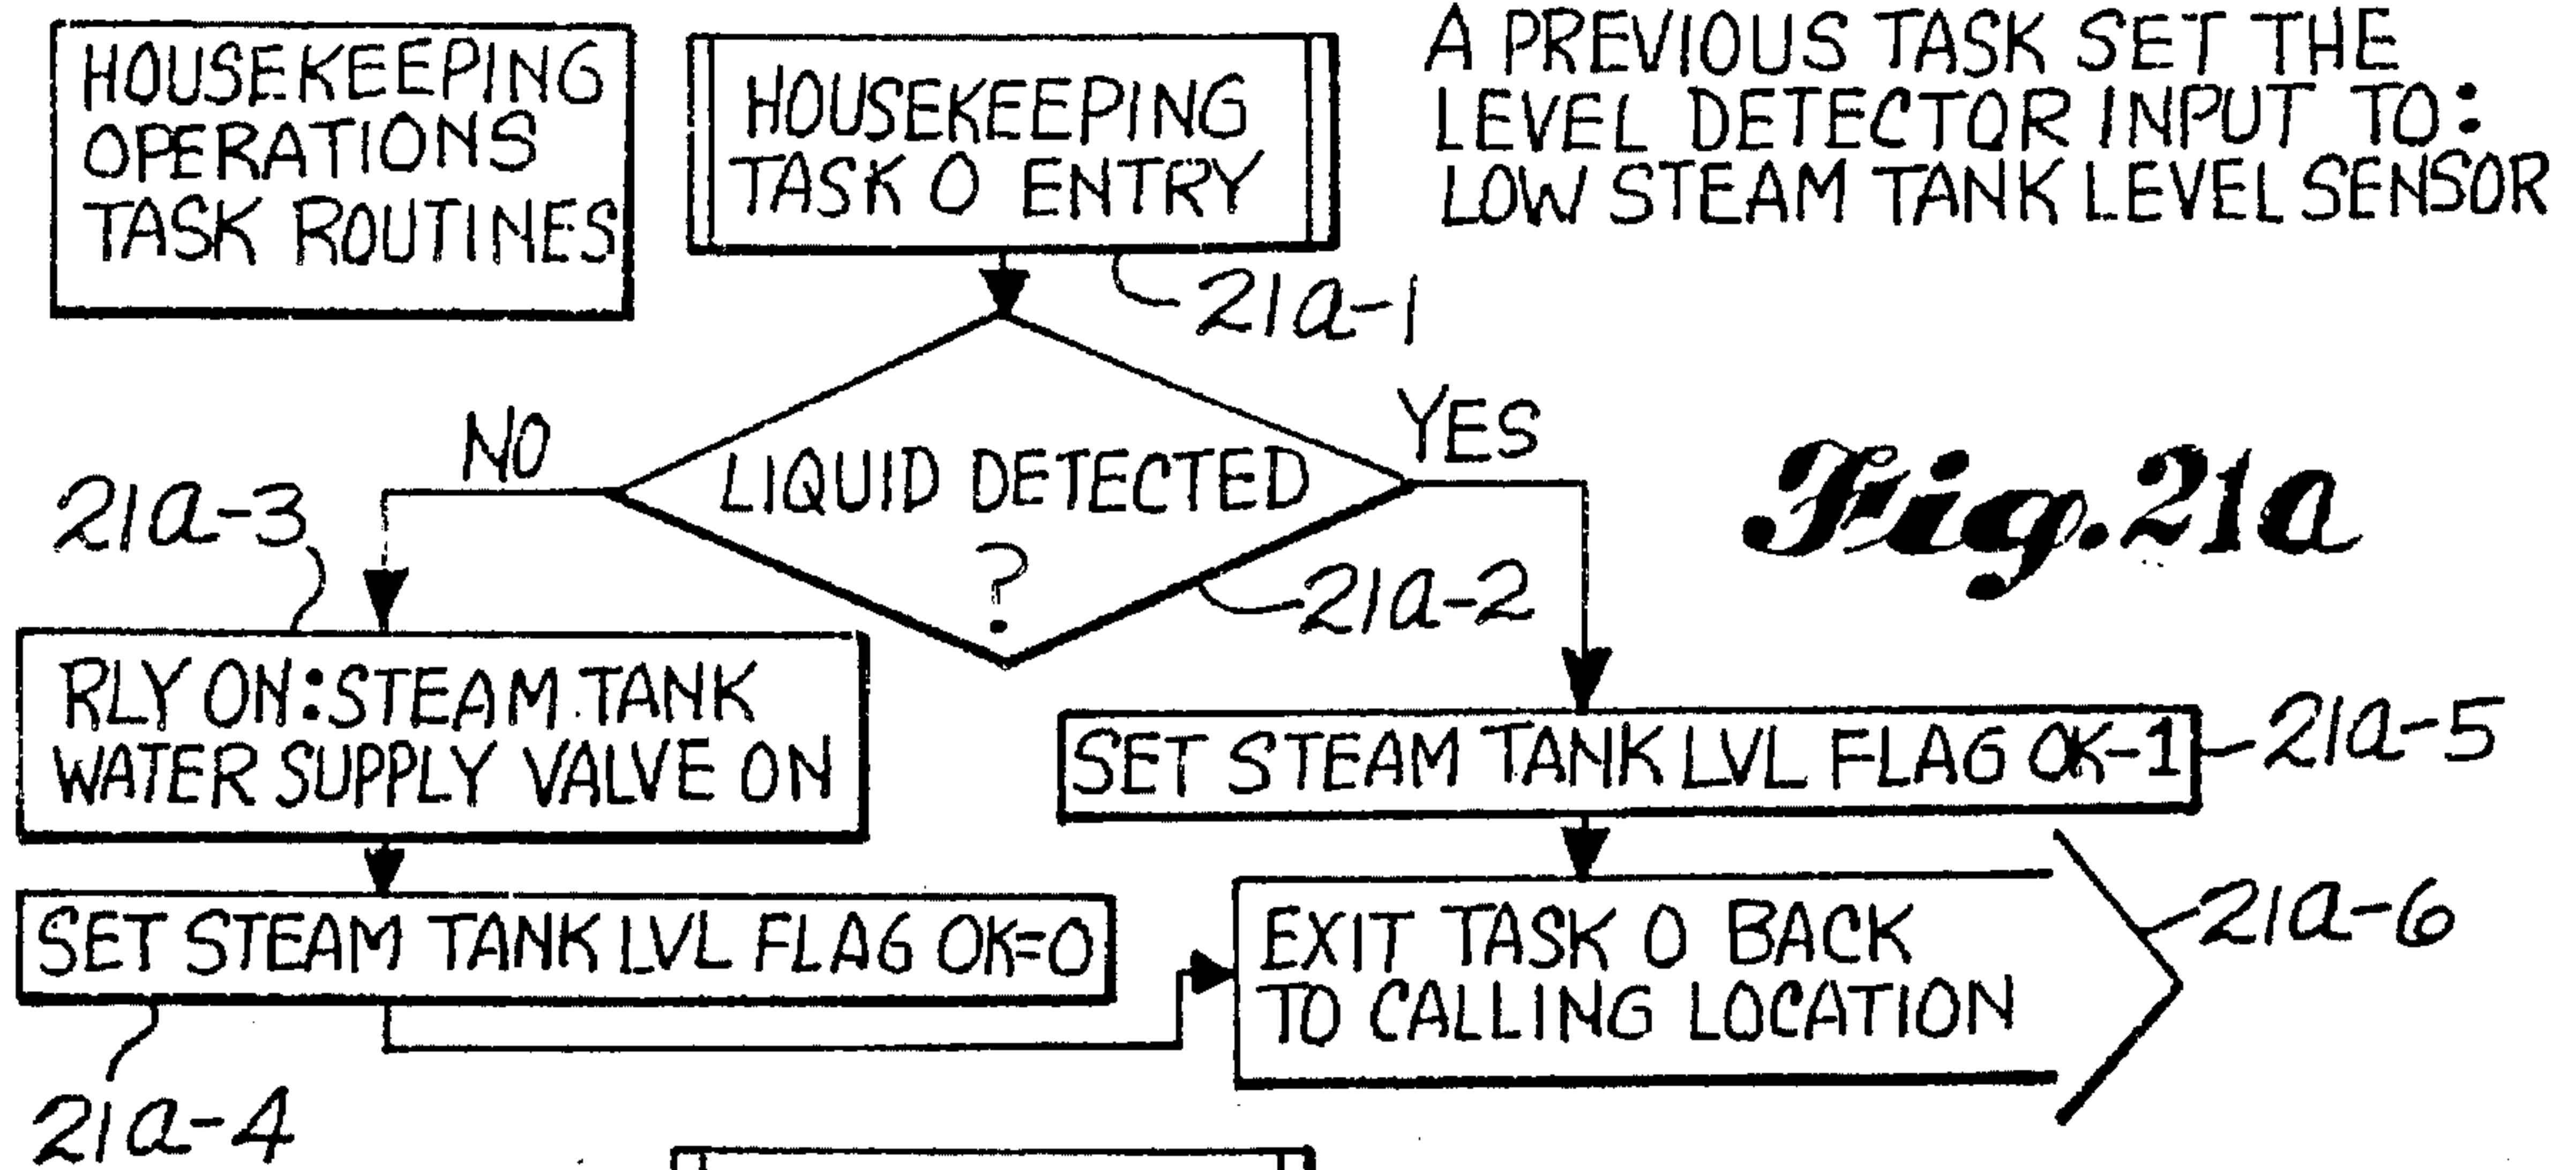 HOUSEKEEPING
OPERATIONS
TASK ROUTINES
HOUSEKEEPING
TASK 0 ENTRY
A PREVIOUS TASK SET THE
LEVEL DETECTOR INPUT TO:
LOW STEAM TANK LEVEL SENSOR
21a-1
NO
YES
LIQUID DETECTED
?
21a-2
21a-3
Fig. 21a
RLY ON: STEAM TANK
WATER SUPPLY VALVE ON
SET STEAM TANK LVL FLAG OK-1
21a-5
SET STEAM TANK LVL FLAG OK=0
21a-4
EXIT TASK 0 BACK
TO CALLING LOCATION
21a-6